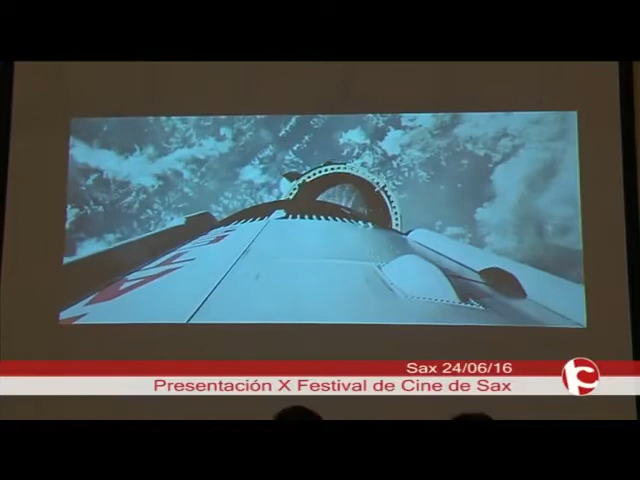 Sax 24/06/16
Presentación X Festival de Cine de Sax